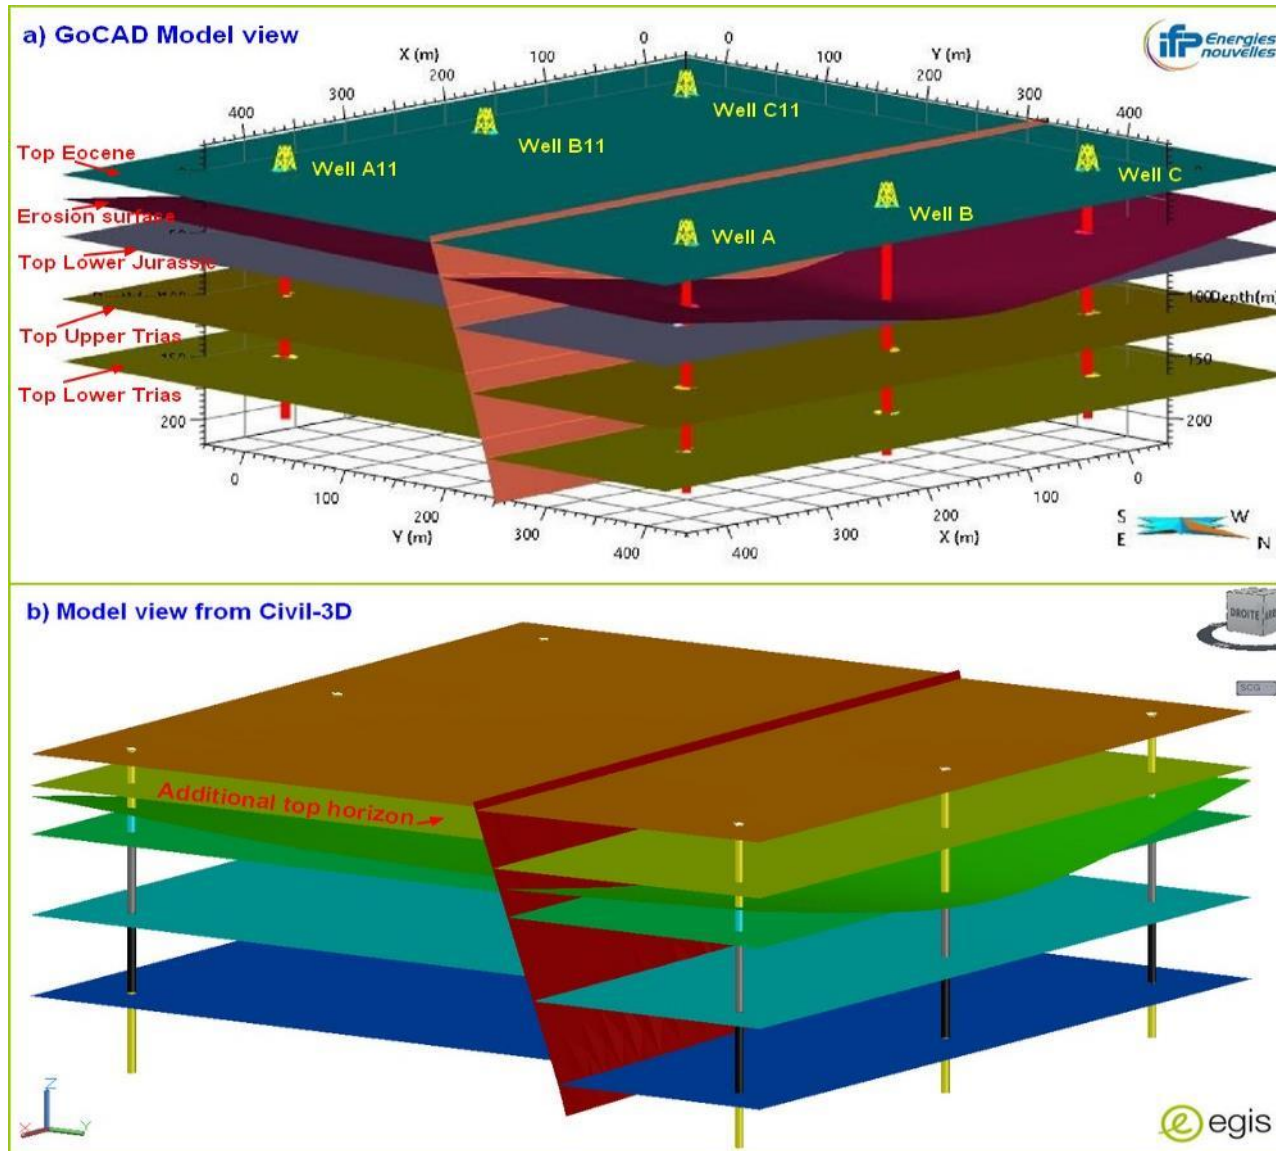 a) GoCAD Model view
ifp Energies
nouvelles
X (m)
Y (m)
0
0
100
100
200
200
300
300
400
400
Well C11
Well B11
Well A11
Well C
Well B
Well A
Top Eocene
Erosion surface
Top Lower Jurassic
Top Upper Trias
Top Lower Trias
100
Depth(m)
150
150
200
200
0
100
200
300
400
Y (m)
400
300
200
100
0
X (m)
S
W
E
N
b) Model view from Civil-3D
DROITE
SCG
Additional top horizon
Z
X
Y
egis